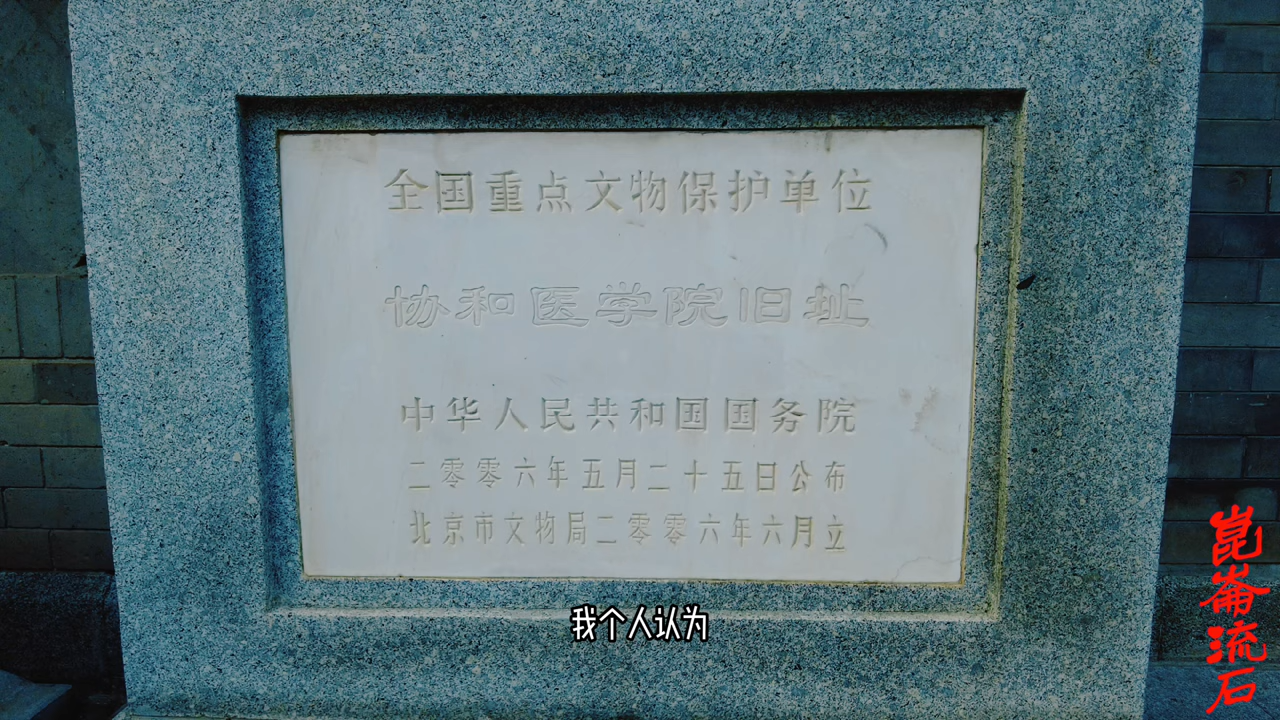 全国重点文物保护单位
协和医学院旧址
中华人民共和国国务院
二零零六年五月二十五日公布
北京市文物局二零零六年六月立
我个人认为
崑崙流石